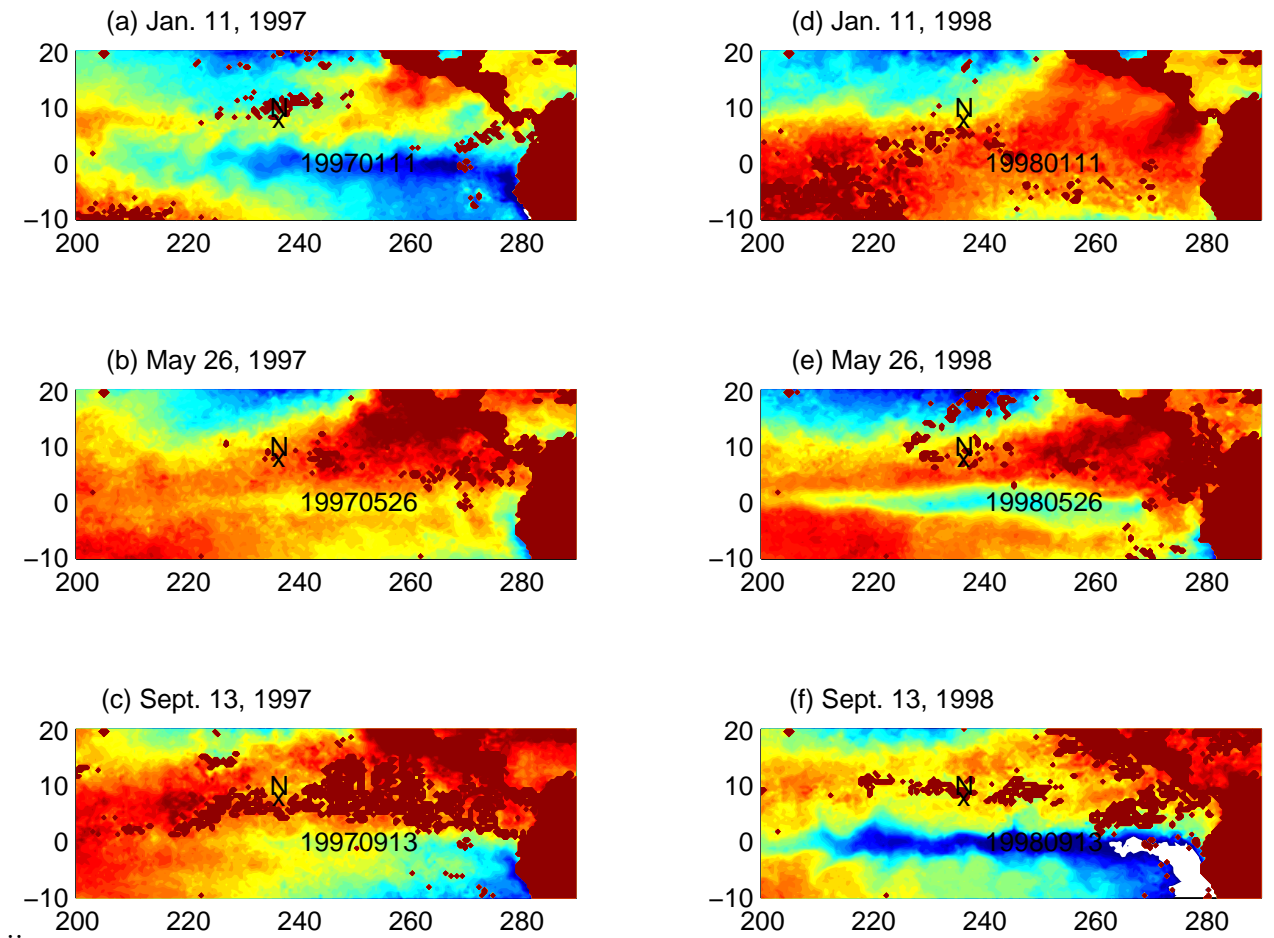 (a) Jan. 11, 1997
20
10
0
−10
N
x
19970111
200 220 240 260 280
(d) Jan. 11, 1998
20
10
0
−10
N
x
19980111
200 220 240 260 280
(b) May 26, 1997
20
10
0
−10
N
x
19970526
200 220 240 260 280
(e) May 26, 1998
20
10
0
−10
N
x
19980526
200 220 240 260 280
(c) Sept. 13, 1997
20
10
0
−10
N
x
19970913
200 220 240 260 280
(f) Sept. 13, 1998
20
10
0
−10
N
x
19980913
200 220 240 260 280
..